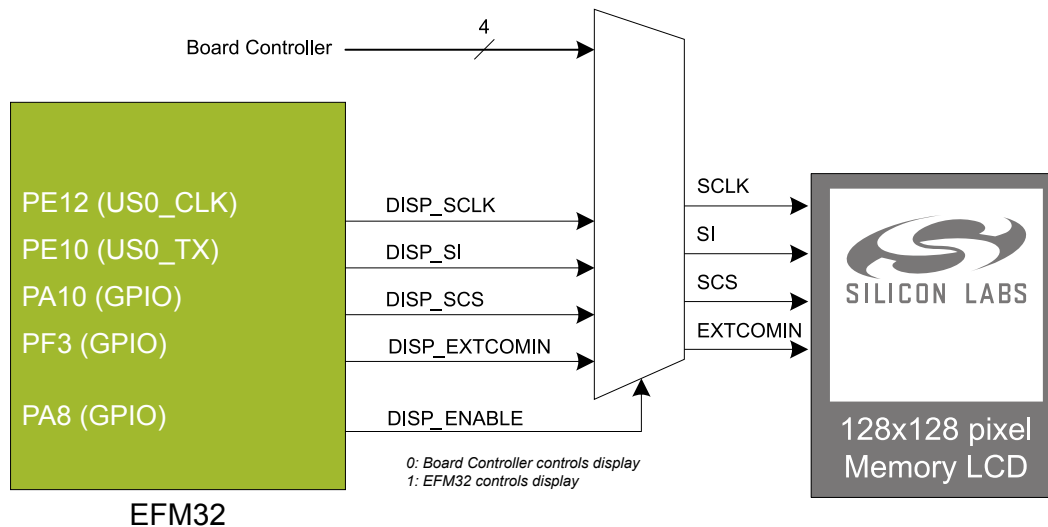 4
Board Controller
PE12 (US0_CLK)
PE10 (US0_TX)
PA10 (GPIO)
PF3 (GPIO)
PA8 (GPIO)
EFM32
DISP_SCLK
DISP_SI
DISP_SCS
DISP_EXTCOMIN
DISP_ENABLE
0: Board Controller controls display
1: EFM32 controls display
SCLK
SI
SCS
EXTCOMIN
SILICON LABS
128x128 pixel
Memory LCD